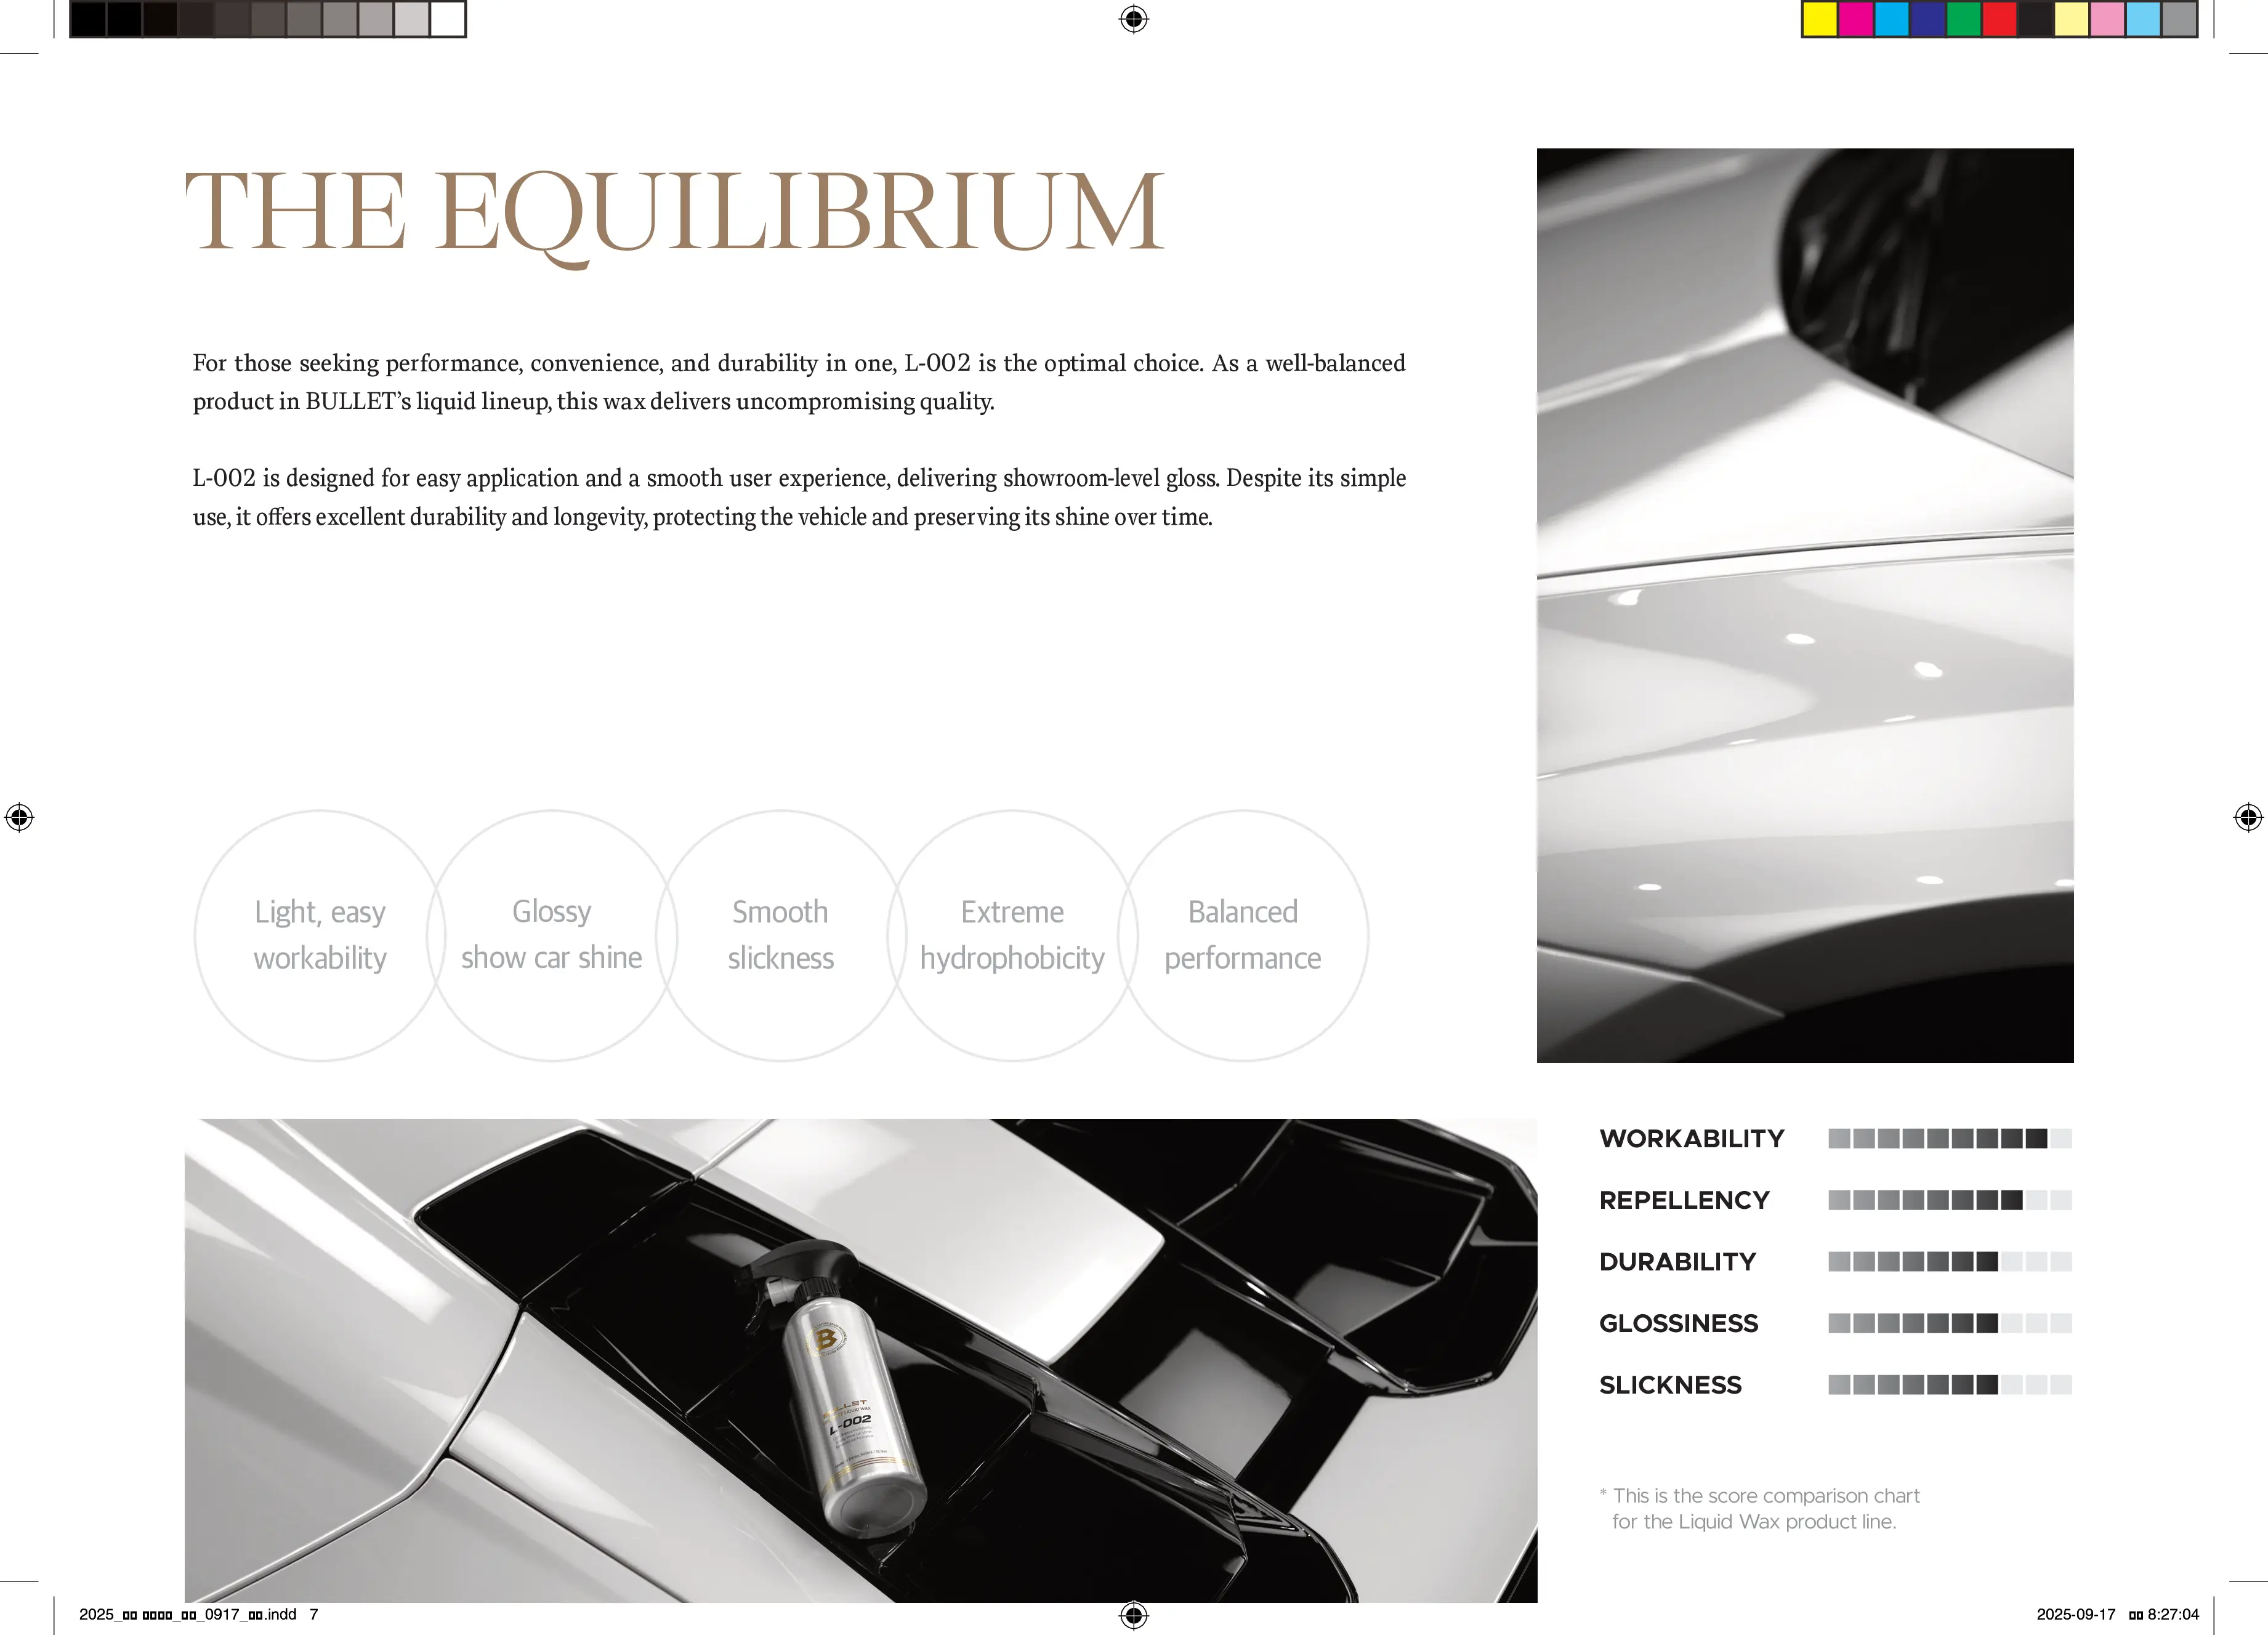 THE EQUILIBRIUM
For those seeking performance, convenience, and durability in one, L-002 is the optimal choice. As a well-balanced
product in BULLET’s liquid lineup, this wax delivers uncompromising quality.
L-002 is designed for easy application and a smooth user experience, delivering showroom-level gloss. Despite its simple
use, it offers excellent durability and longevity, protecting the vehicle and preserving its shine over time.
Light, easy
workability
Glossy
show car shine
Smooth
slickness
Extreme
hydrophobicity
Balanced
performance
B
BULLET
LIQUID WAX
L-002
WORKABILITY
REPELLENCY
DURABILITY
GLOSSINESS
SLICKNESS
* This is the score comparison chart
for the Liquid Wax product line.
2025_▯▯ ▯▯▯▯_▯▯_0917_▯▯.indd 7
2025-09-17 ▯▯ 8:27:04